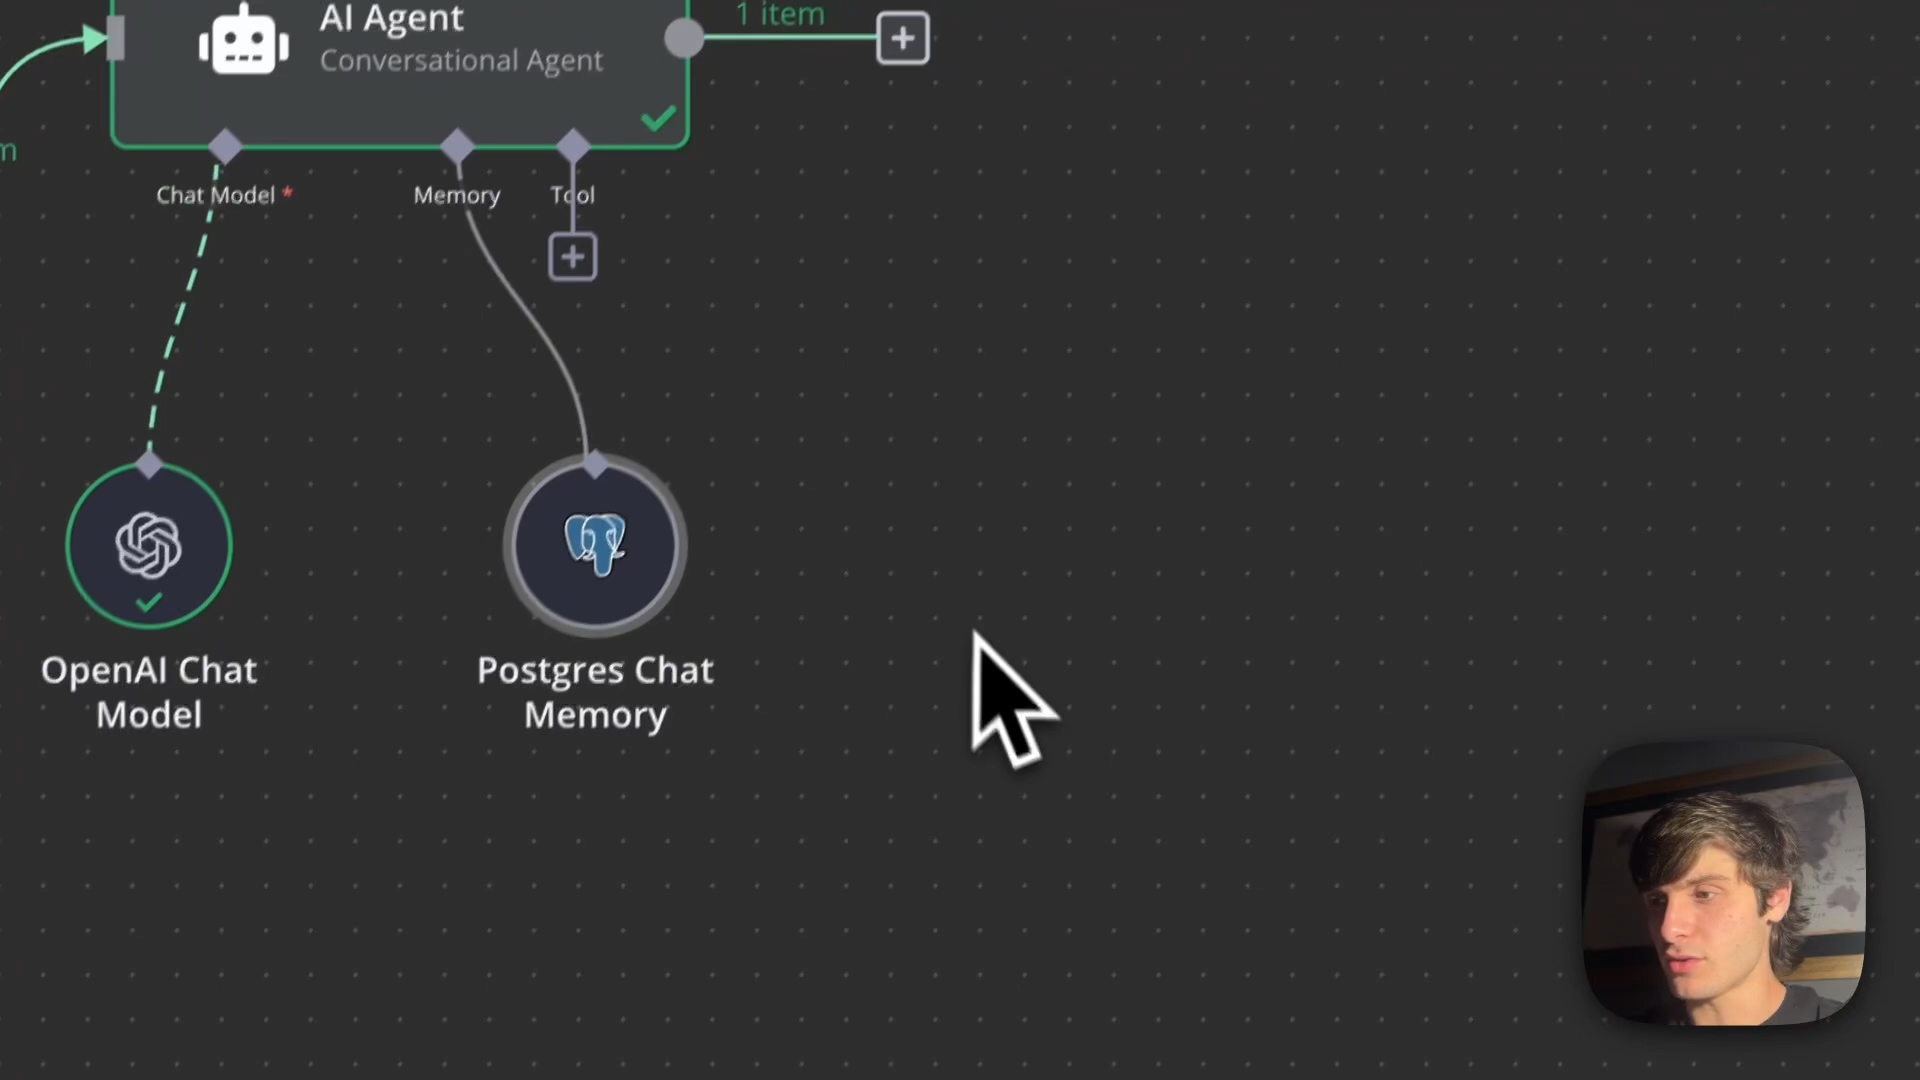 AI Agent
Conversational Agent
1 item
m
Chat Model *
Memory
Tool
OpenAI Chat
Model
Postgres Chat
Memory